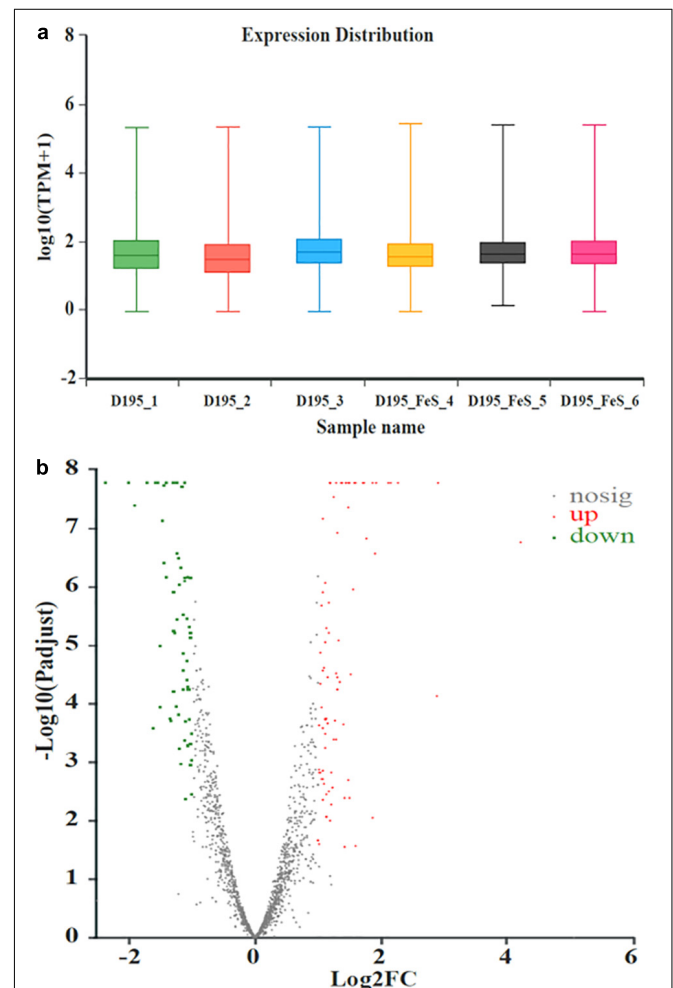 a
Expression Distribution
8
6
4
2
0
-2
log10(TPM+1)
D195_1 D195_2 D195_3 D195_FeS_4 D195_FeS_5 D195_FeS_6
Sample name
b
8
7
6
5
4
3
2
1
0
-Log10(Padjust)
nosig
up
down
-2 0 2 4 6
Log2FC